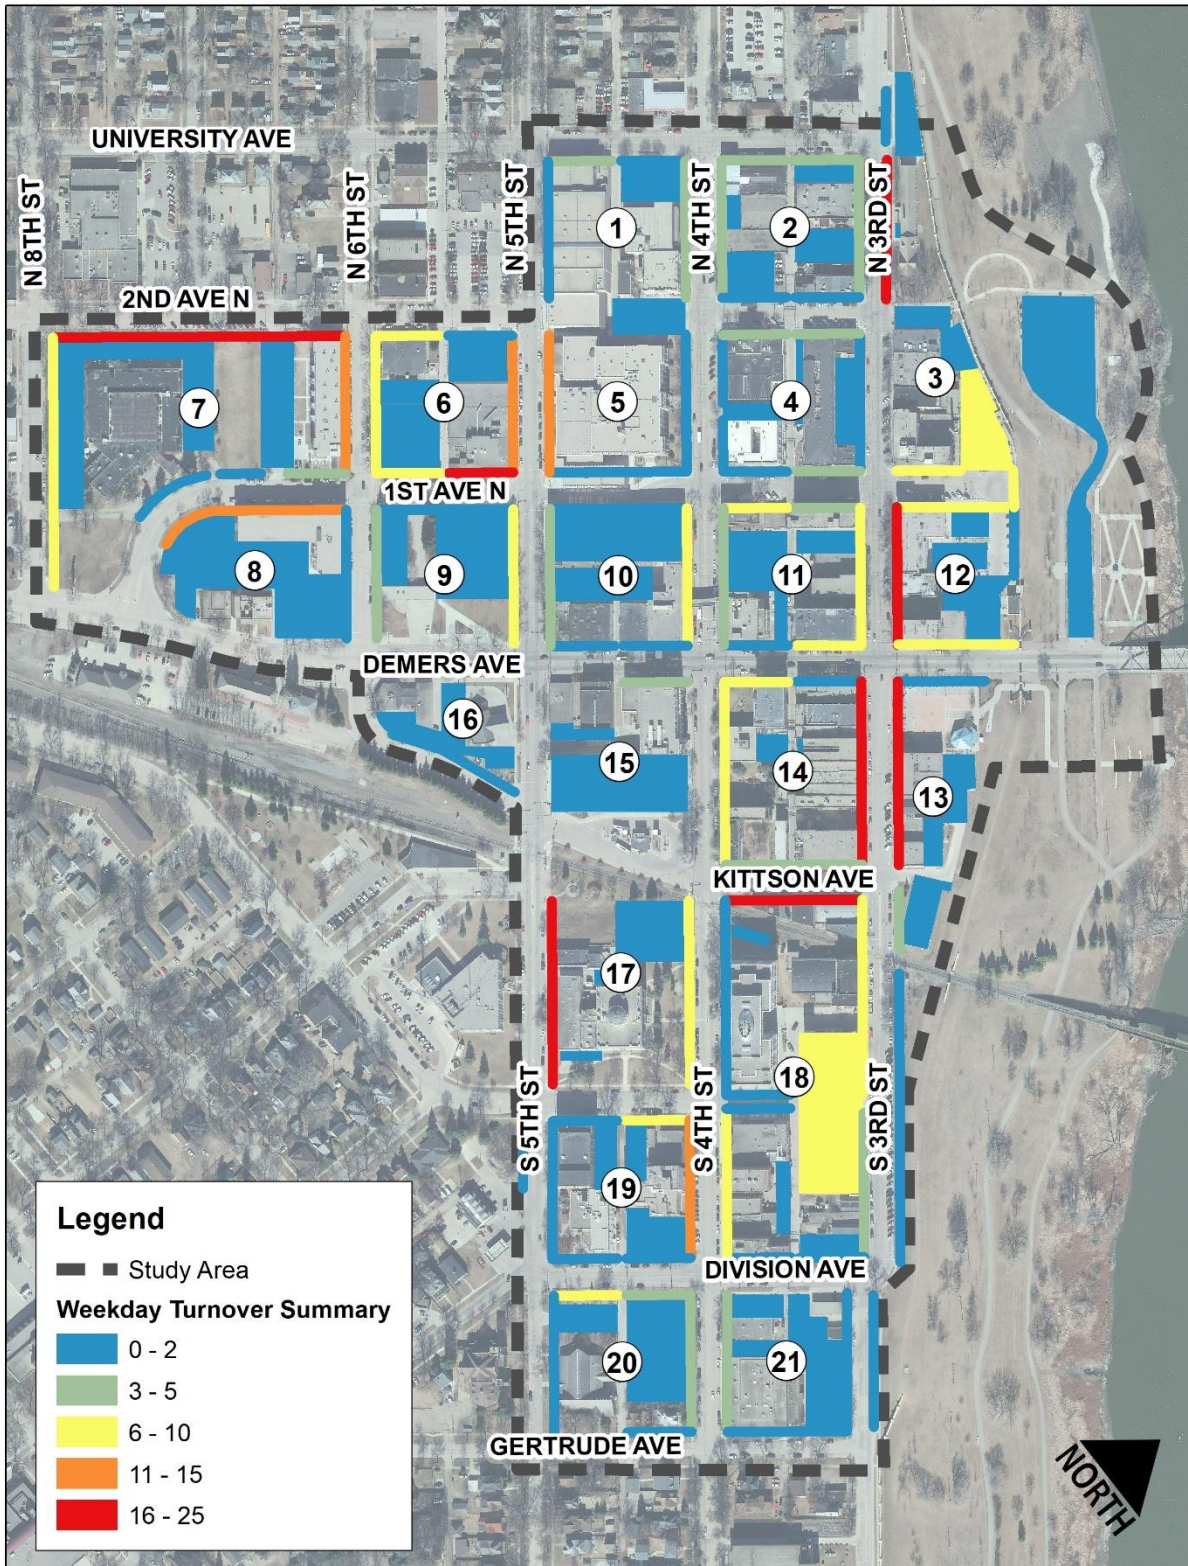 UNIVERSITY AVE
N 8TH ST
N 6TH ST
N 5TH ST
N 4TH ST
N 3RD ST
1
2
2ND AVE N
3
7
6
5
4
1ST AVE N
8
9
10
11
12
DEMERS AVE
16
15
14
13
KITTSON AVE
17
18
S 5TH ST
S 4TH ST
S 3RD ST
19
DIVISION AVE
20
21
GERTRUDE AVE
Legend
Study Area
Weekday Turnover Summary
0 - 2
3 - 5
6 - 10
11 - 15
16 - 25
NORTH